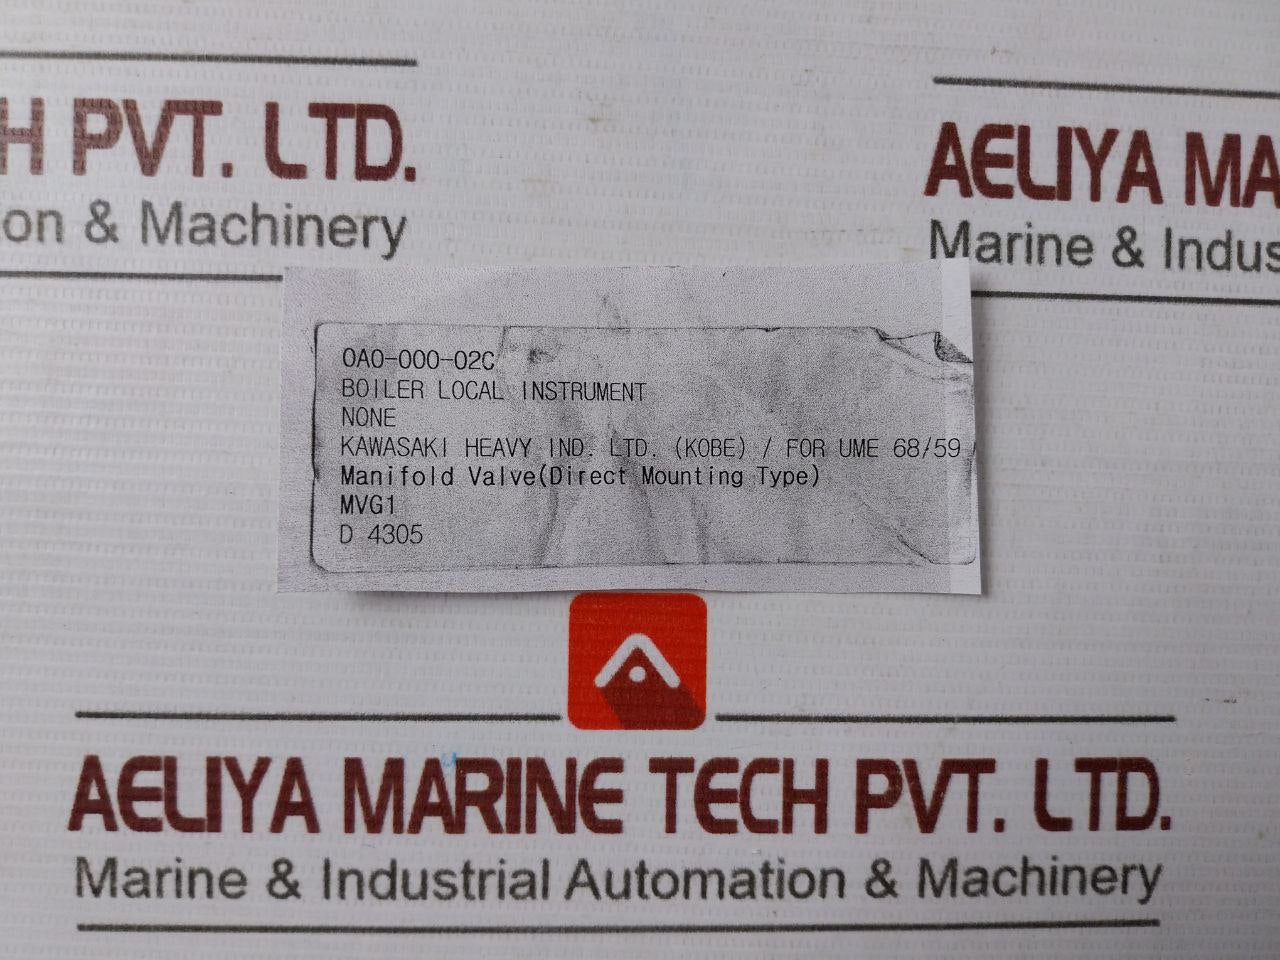 H PVT. LTD.
on & Machinery
AELIYA MA
Marine & Indus
0A0-000-02C
BOILER LOCAL INSTRUMENT
NONE
KAWASAKI HEAVY IND. LTD. (KOBE) / FOR UME 68/59
Manifold Valve(Direct Mounting Type)
MVG1
D 4305
AELIYA MARINE TECH PVT. LTD.
Marine & Industrial Automation & Machinery